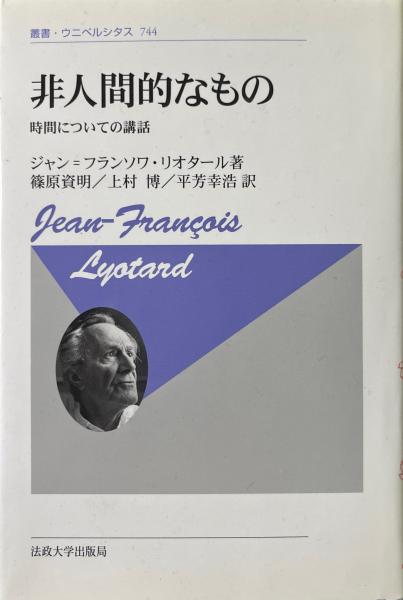 叢書・ウニベルシタス 744
非人間的なもの
時間についての講話
ジャン=フランソワ・リオタール著
篠原資明/上村 博/平芳幸浩 訳
Jean-François
Lyotard
法政大学出版局